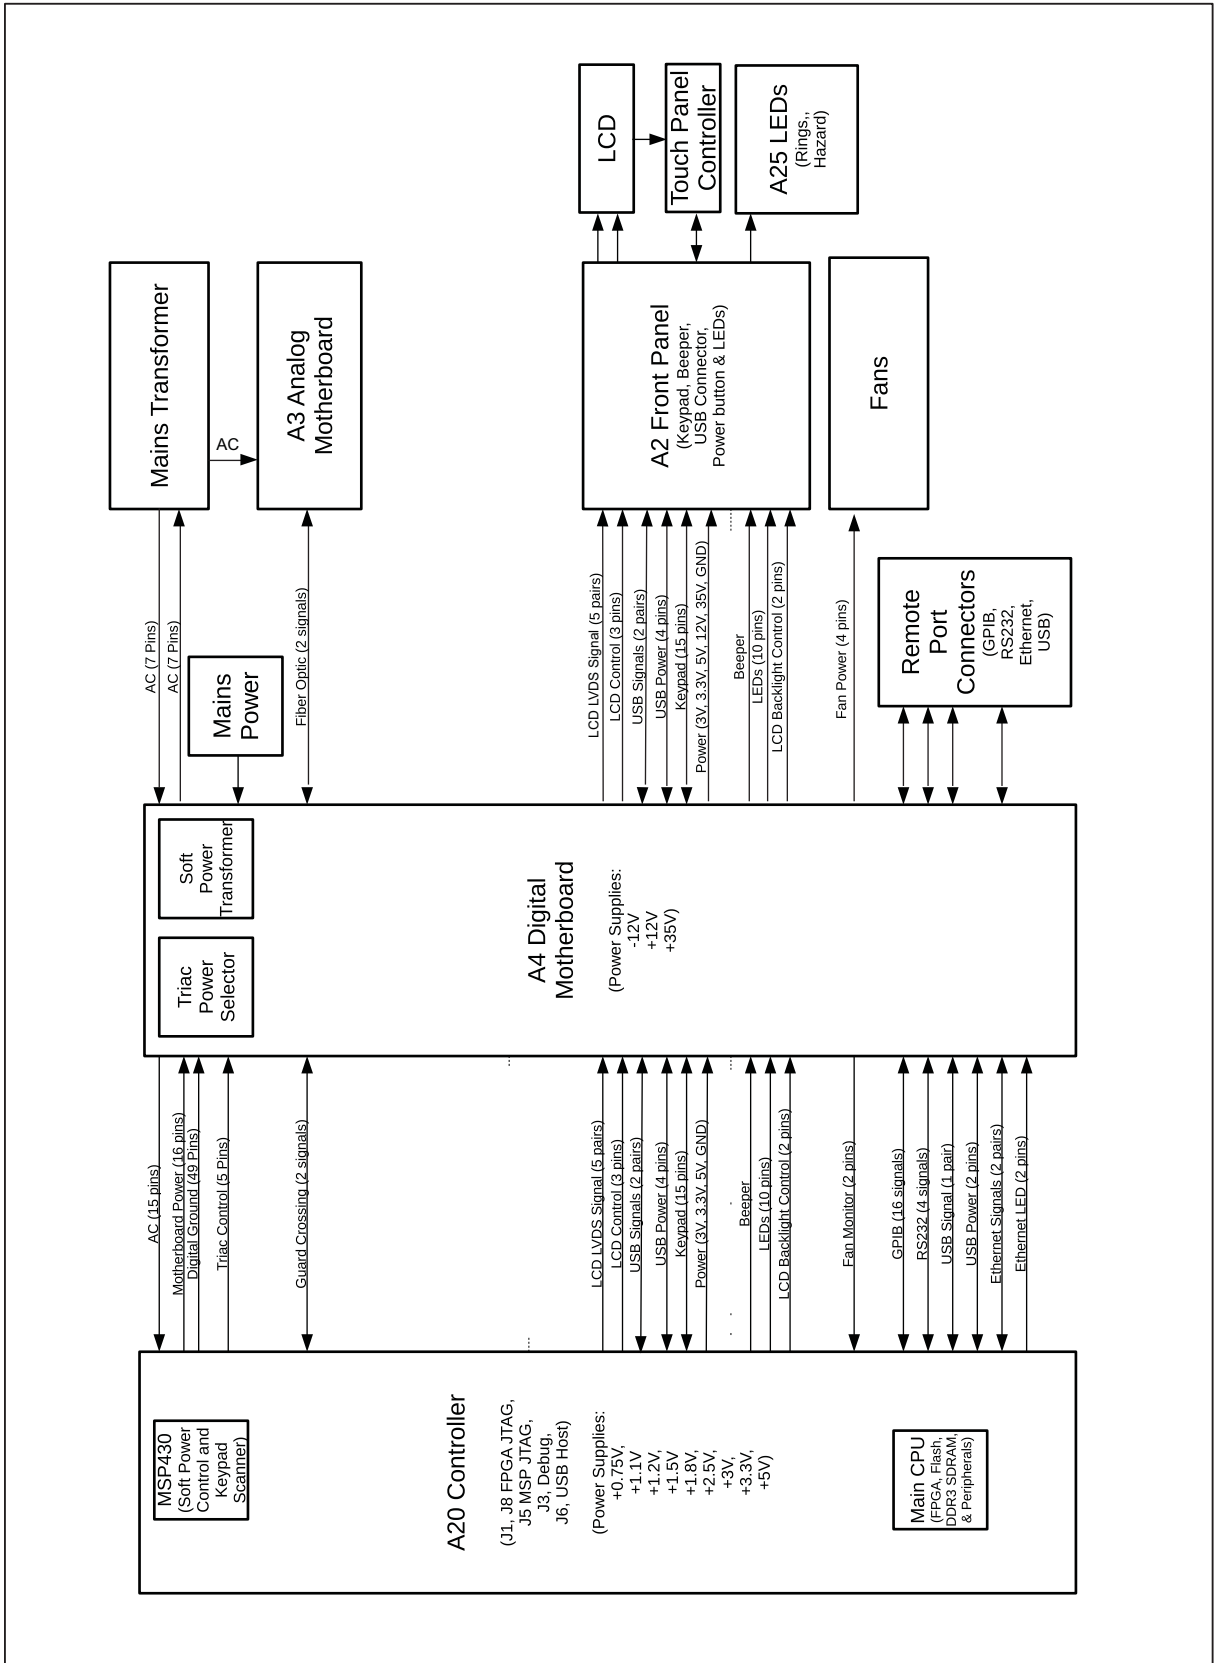 LCD
Touch Panel
Controller
A25 LEDs
(Rings,,
Hazard)
Mains Transformer
AC
A3 Analog
Motherboard
A2 Front Panel
(Keypad, Beeper,
USB Connector,
Power button & LEDs)
Fans
AC (7 Pins)
AC (7 Pins)
Mains
Power
Fiber Optic (2 signals)
LCD LVDS Signal (5 pairs)
LCD Control (3 pins)
USB Signals (2 pairs)
USB Power (4 pins)
Keypad (15 pins)
Power (3V, 3.3V, 5V, 12V, 35V, GND)
Beeper
LEDs (10 pins)
LCD Backlight Control (2 pins)
Fan Power (4 pins)
Remote
Port
Connectors
(GPIB,
RS232,
Ethernet,
USB)
Soft
Power
Transformer
Triac
Power
Selector
A4 Digital
Motherboard
(Power Supplies:
-12V
+12V
+35V)
AC (15 pins)
Motherboard Power (16 pins)
Digital Ground (49 Pins)
Triac Control (5 Pins)
Guard Crossing (2 signals)
LCD LVDS Signal (5 pairs)
LCD Control (3 pins)
USB Signals (2 pairs)
USB Power (4 pins)
Keypad (15 pins)
Power (3V, 3.3V, 5V, GND)
Beeper
LEDs (10 pins)
LCD Backlight Control (2 pins)
Fan Monitor (2 pins)
GPIB (16 signals)
RS232 (4 signals)
USB Signal (1 pair)
USB Power (2 pins)
Ethernet Signals (2 pairs)
Ethernet LED (2 pins)
MSP430
(Soft Power
Control and
Keypad
Scanner)
A20 Controller
(J1, J8 FPGA JTAG,
J5 MSP JTAG,
J3, Debug,
J6, USB Host)
(Power Supplies:
+0.75V,
+1.1V
+1.2V,
+1.5V
+1.8V,
+2.5V,
+3V,
+3.3V,
+5V)
Main CPU
(FPGA, Flash,
DDR3 SDRAM,
& Peripherals)